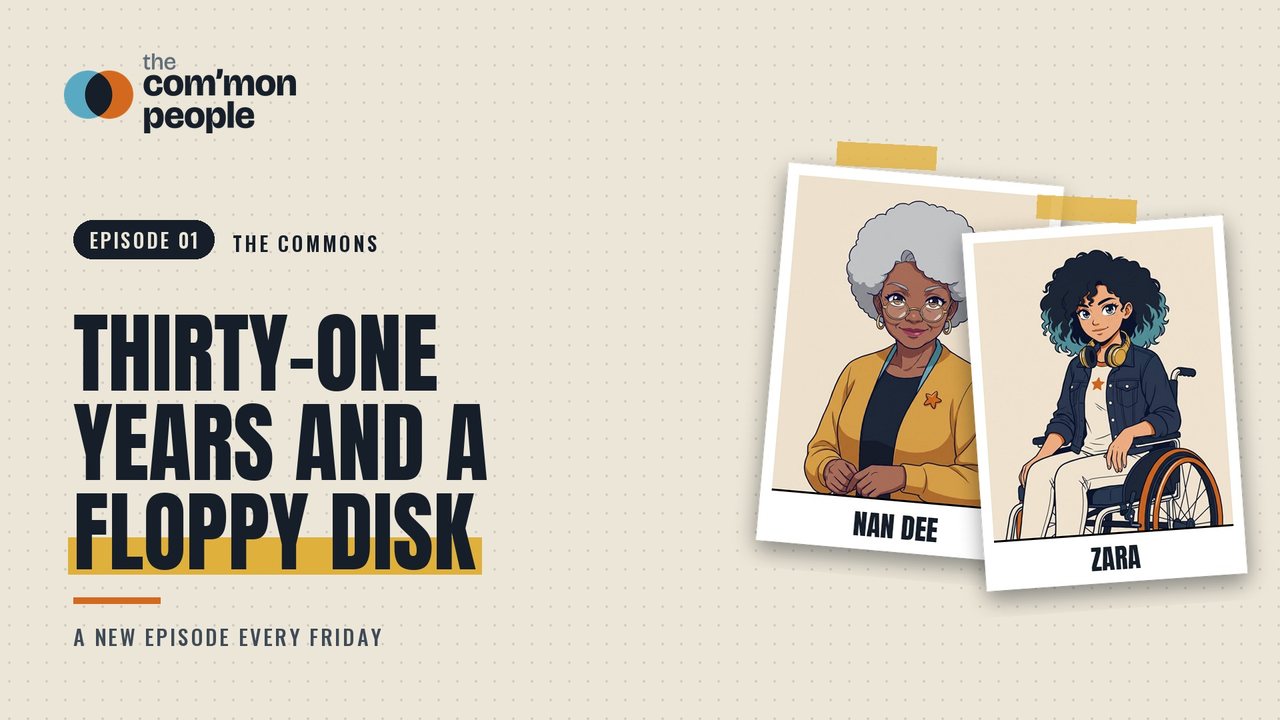 the
com'mon
people
EPISODE 01 THE COMMONS
THIRTY-ONE
YEARS AND A
FLOPPY DISK
A NEW EPISODE EVERY FRIDAY
NAN DEE
ZARA